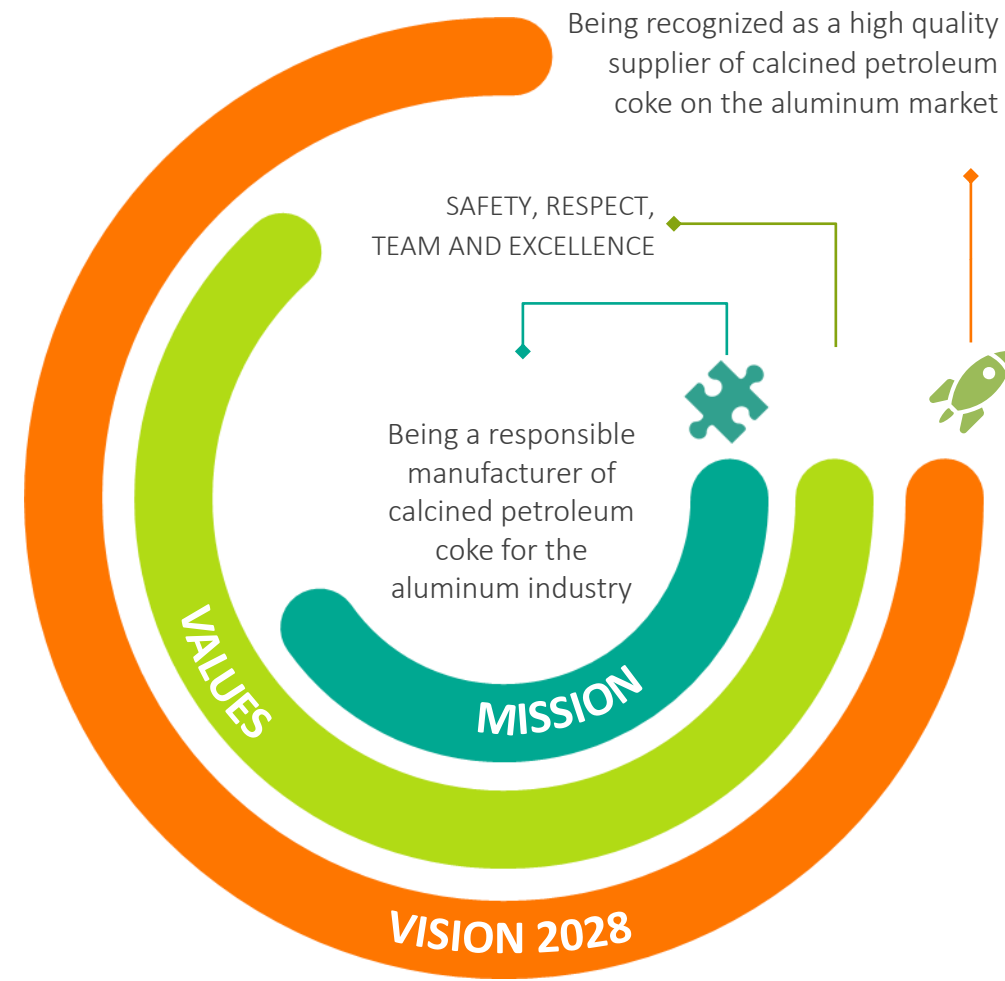 Being recognized as a high quality
supplier of calcined petroleum
coke on the aluminum market
SAFETY, RESPECT,
TEAM AND EXCELLENCE
Being a responsible
manufacturer of
calcined petroleum
coke for the
aluminum industry
MISSION
VALUES
VISION 2028